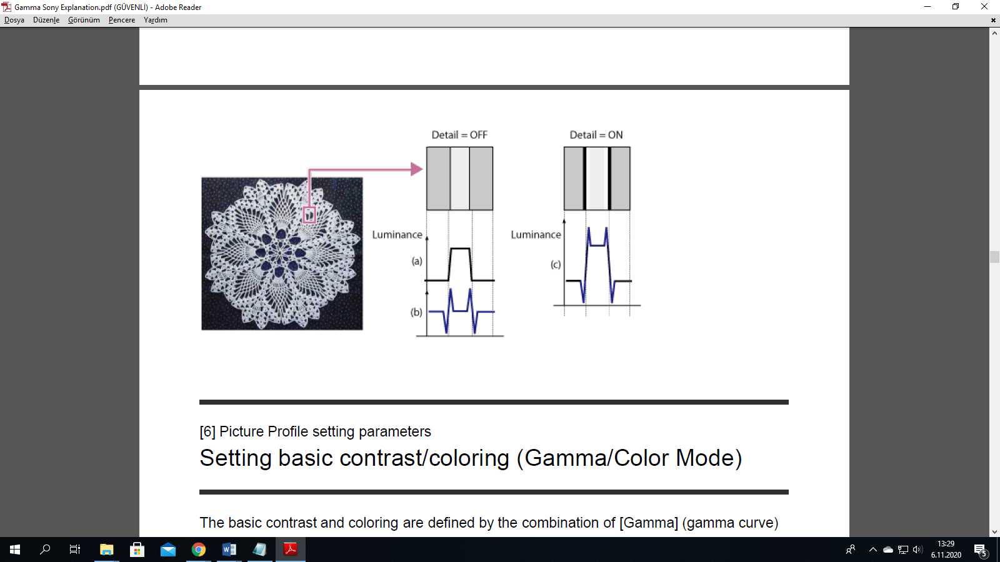 Gamma Sony Explanation.pdf (GÜVENLİ) - Adobe Reader
Dosya Düzenle Görünüm Pencere Yardım
Detail = OFF
Detail = ON
Luminance
(a)
(b)
Luminance
(c)
[6] Picture Profile setting parameters
Setting basic contrast/coloring (Gamma/Color Mode)
The basic contrast and coloring are defined by the combination of [Gamma] (gamma curve)
13:29
6.11.2020
5